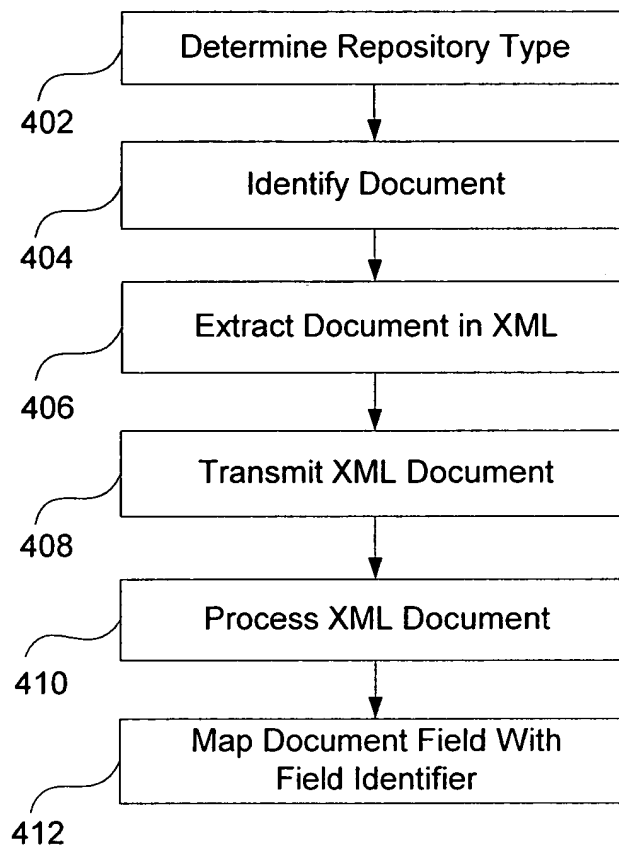 Determine Repository Type
402
Identify Document
404
Extract Document in XML
406
Transmit XML Document
408
Process XML Document
410
Map Document Field With
Field Identifier
412